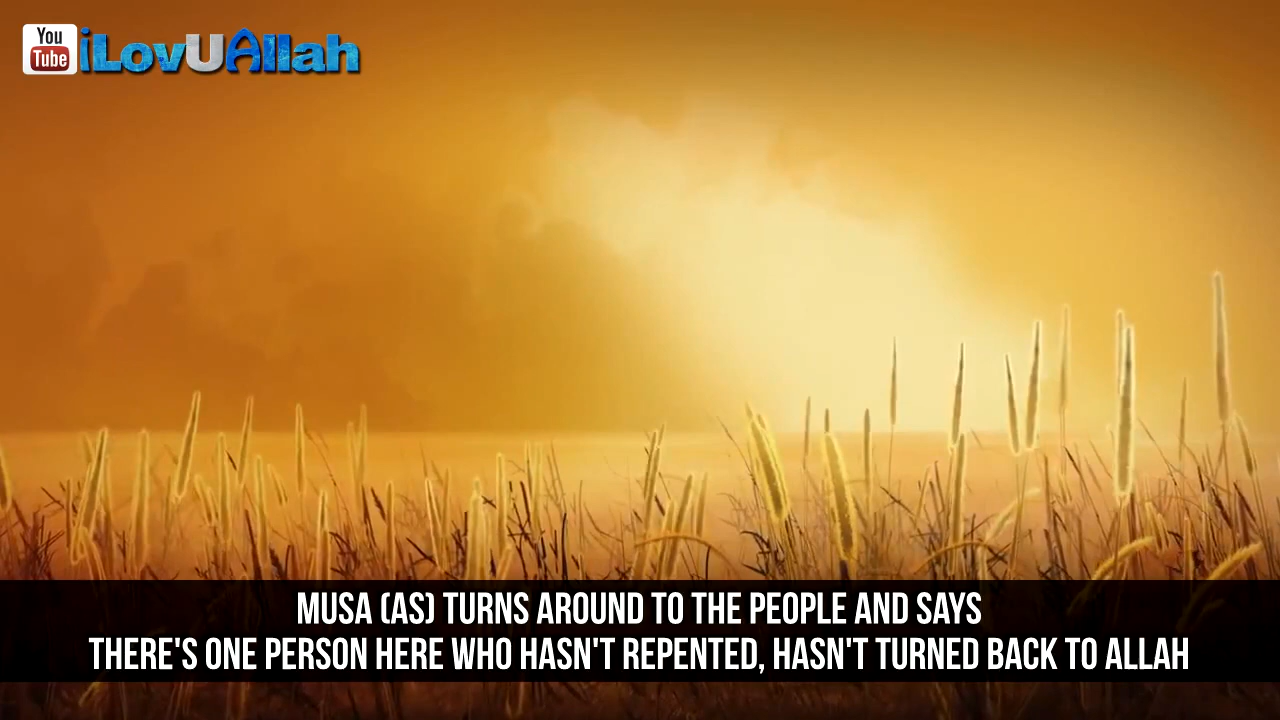 You
Tube
iLovUAllah
MUSA (AS) TURNS AROUND TO THE PEOPLE AND SAYS
THERE'S ONE PERSON HERE WHO HASN'T REPENTED, HASN'T TURNED BACK TO ALLAH